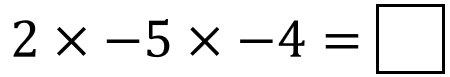 2 × −5 × −4 = □